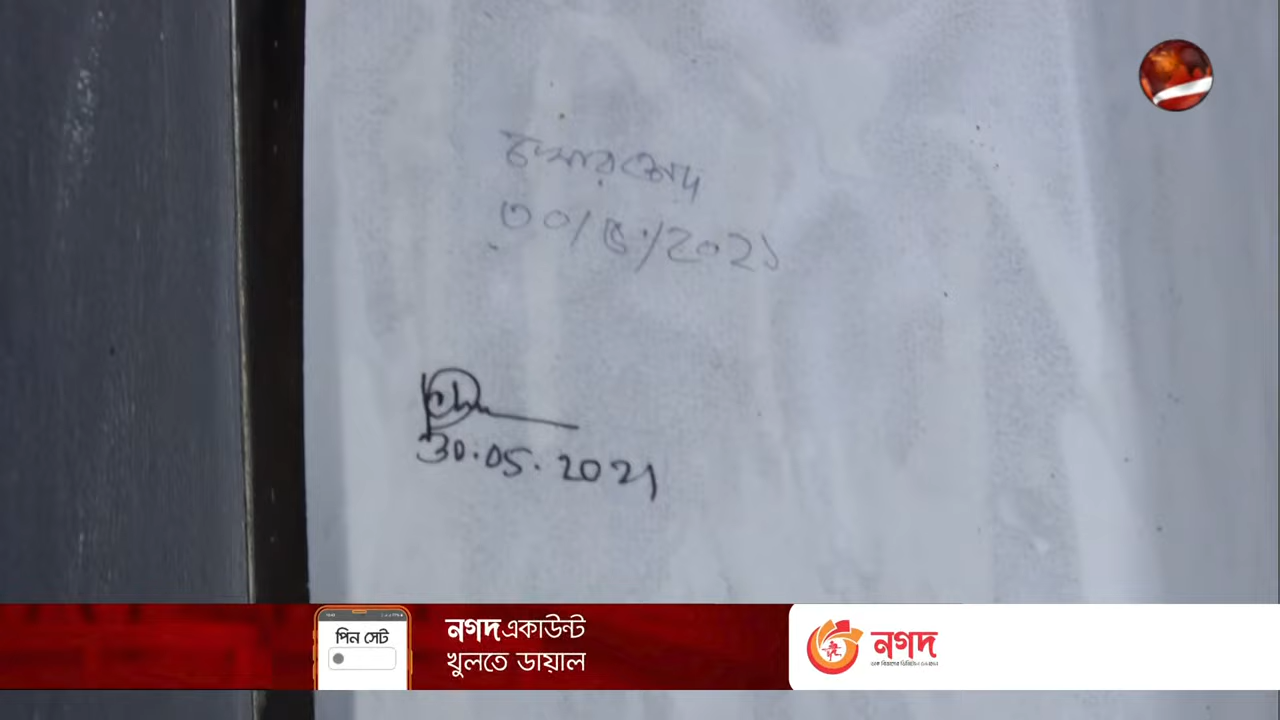 ৩০/৫/২০২১
30.05.2021
পিন সেট
নগদ একাউন্ট
খুলতে ডায়াল
নগদ